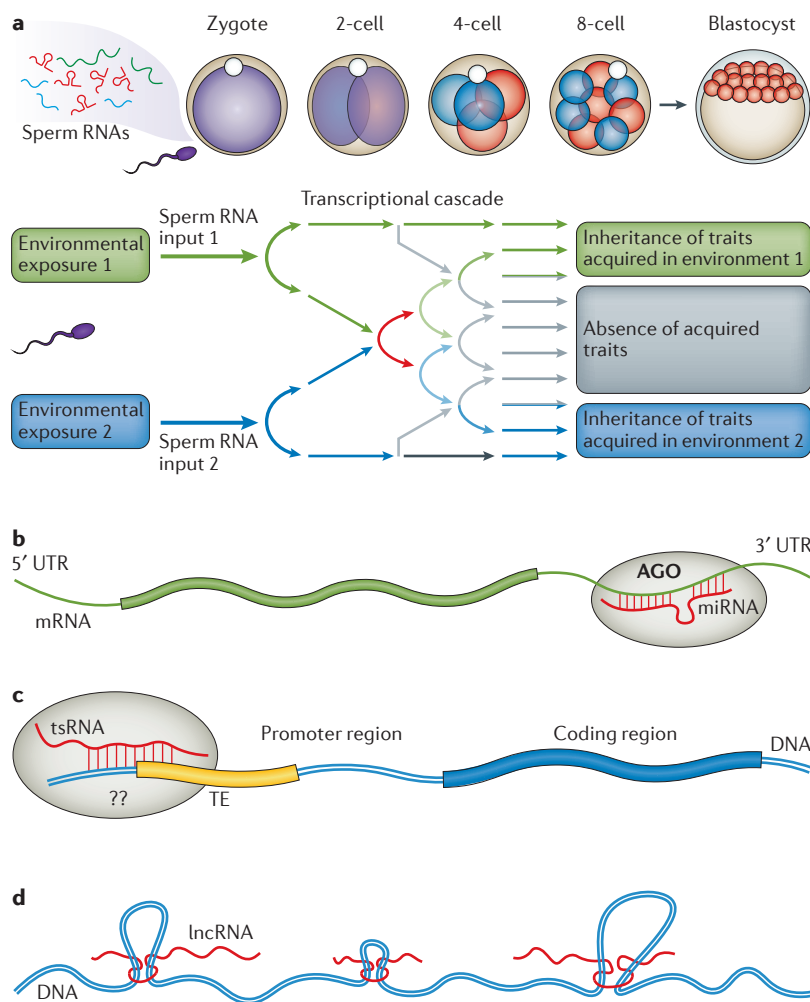 a
Zygote
2-cell
4-cell
8-cell
Blastocyst
Sperm RNAs
Transcriptional cascade
Sperm RNA
input 1
Environmental
exposure 1
Inheritance of traits
acquired in environment 1
Absence of acquired
traits
Environmental
exposure 2
Sperm RNA
input 2
Inheritance of traits
acquired in environment 2
b
5′ UTR
3′ UTR
AGO
mRNA
miRNA
c
tsRNA
Promoter region
Coding region
DNA
??
TE
d
lncRNA
DNA